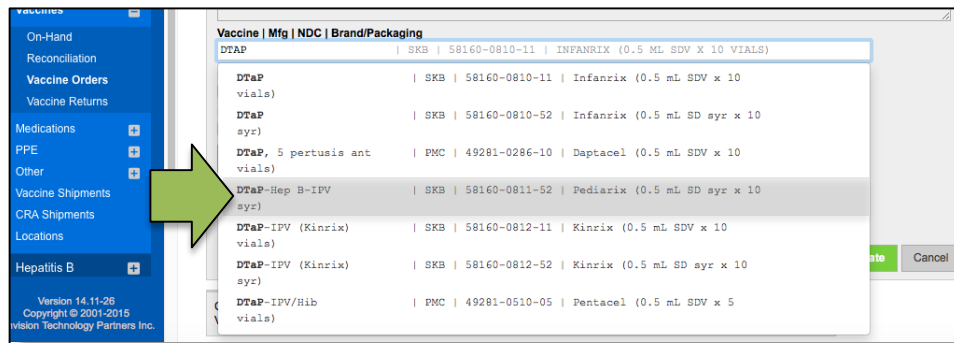 Vaccines
On-Hand
Reconciliation
Vaccine Orders
Vaccine Returns
Medications
PPE
Other
Vaccine Shipments
CRA Shipments
Locations
Hepatitis B
Version 14.11-26
Copyright © 2001-2015
Technology Partners Inc.
Vaccine | Mfg | NDC | Brand/Packaging
DTAP | SKB | 58160-0810-11 | INFANRIX (0.5 ML SDV X 10 VIALS)
DTaP | SKB | 58160-0810-11 | Infanrix (0.5 mL SDV x 10
vials)
DTaP | SKB | 58160-0810-52 | Infanrix (0.5 mL SD syr x 10
syr)
DTaP, 5 pertusis ant | PMC | 49281-0286-10 | Daptacel (0.5 mL SDV x 10
vials)
DTaP-Hep B-IPV | SKB | 58160-0811-52 | Pediarix (0.5 mL SD syr x 10
syr)
DTaP-IPV (Kinrix) | SKB | 58160-0812-11 | Kinrix (0.5 mL SDV x 10
vials)
DTaP-IPV (Kinrix) | SKB | 58160-0812-52 | Kinrix (0.5 mL SD syr x 10
syr)
DTaP-IPV/Hib | PMC | 49281-0510-05 | Pentacel (0.5 mL SDV x 5
vials)
Cancel